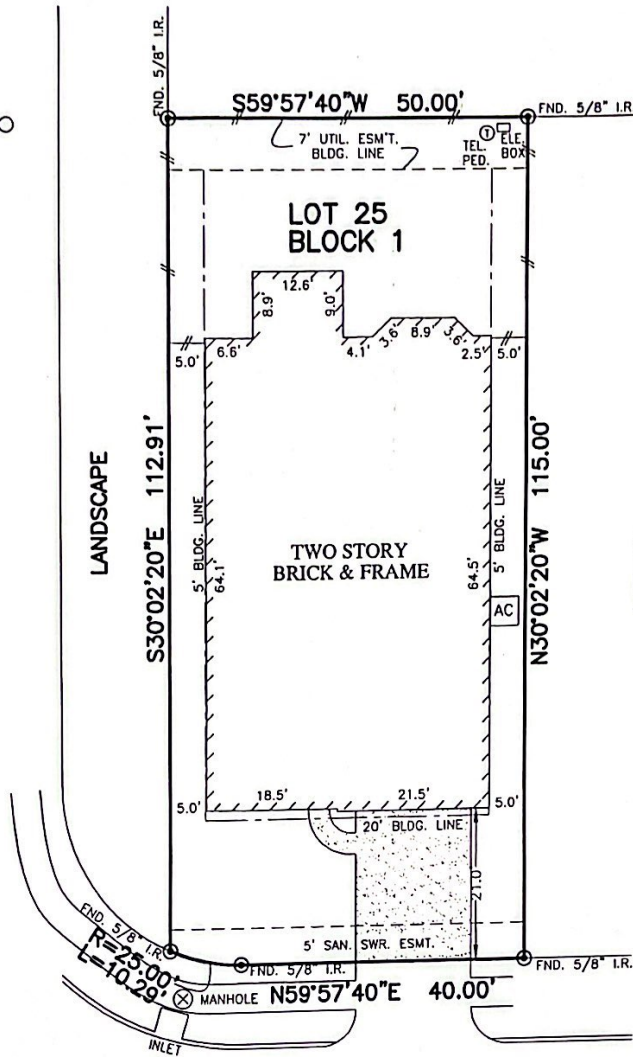 FND. 5/8" I.R.
S59°57'40"W 50.00'
FND. 5/8" I.R.
7' UTIL. ESM'T.
BLDG. LINE
T
TEL.
PED.
ELE.
BOX
LOT 25
BLOCK 1
12.6'
8.9'
9.0'
5.0'
6.6'
4.1'
3.6'
8.9'
3.6'
2.5'
5.0'
LANDSCAPE
S30°02'20"E 112.91'
5' BLDG. LINE
64.1'
TWO STORY
BRICK & FRAME
64.5'
5' BLDG. LINE
AC
N30°02'20"W 115.00'
5.0'
18.5'
21.5'
5.0'
20' BLDG. LINE
21.0'
5' SAN. SWR. ESMT.
FND. 5/8" I.R.
R=25.00'
L=10.29'
FND. 5/8" I.R.
FND. 5/8" I.R.
MANHOLE
N59°57'40"E 40.00'
INLET